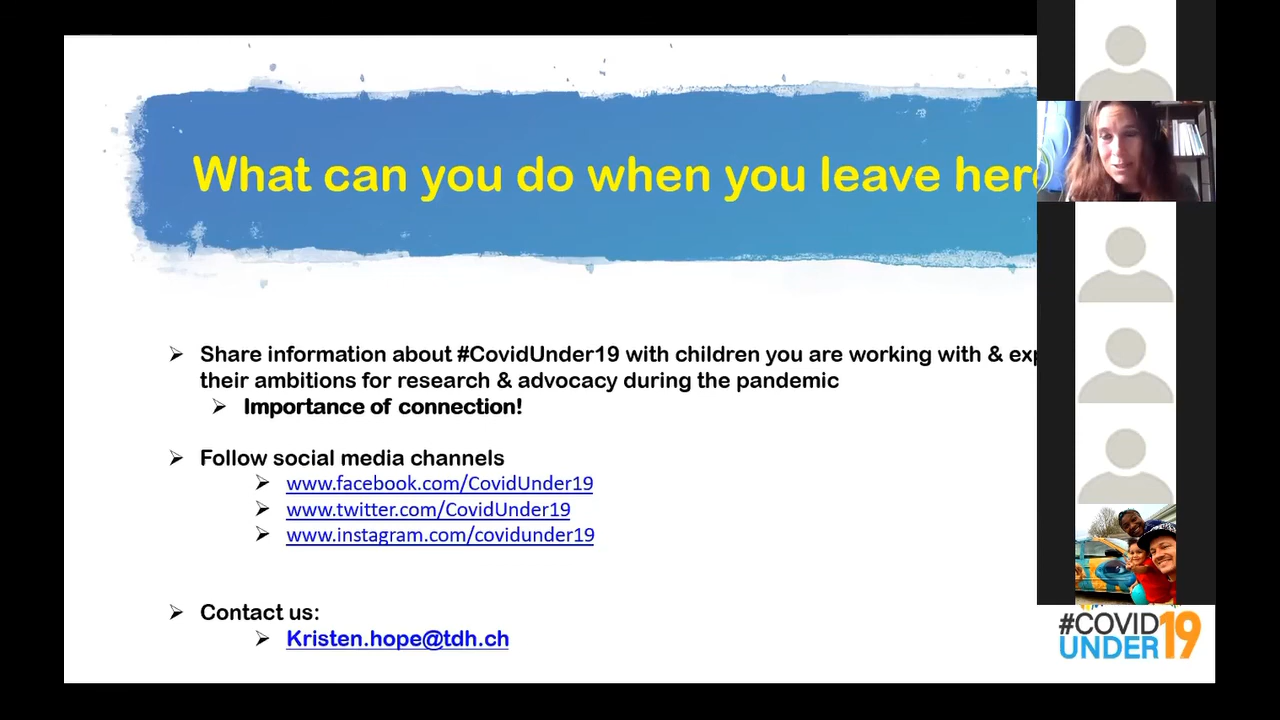 What can you do when you leave here
➢ Share information about #CovidUnder19 with children you are working with &
their ambitions for research & advocacy during the pandemic
➢ Importance of connection!
➢ Follow social media channels
➢ www.facebook.com/CovidUnder19
➢ www.twitter.com/CovidUnder19
➢ www.instagram.com/covidunder19
➢ Contact us:
➢ Kristen.hope@tdh.ch
#COVID
UNDER 19